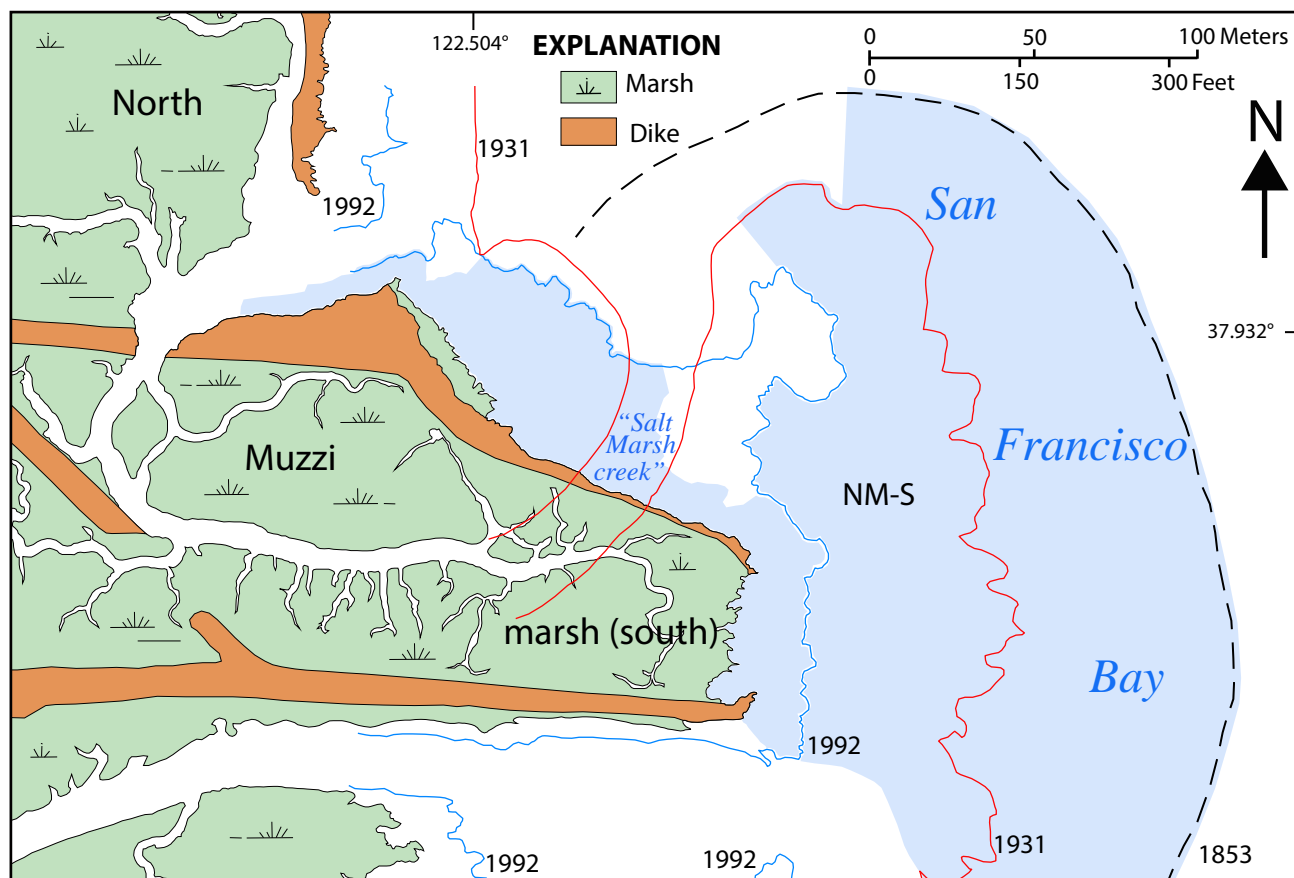 122.504°
EXPLANATION
Marsh
Dike
0 50 100 Meters
0 150 300 Feet
N
North
1931
1992
San
37.932°
"Salt
Marsh
creek"
Francisco
Muzzi
NM-S
marsh (south)
Bay
1992
1992
1992
1931
1853